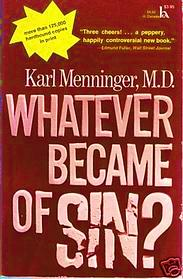 more than 175,000
hardbound copies
in print
"Three cheers! ... a peppery,
happily controversial new book."
—Edmund Fuller, Wall Street Journal
$3.95
Karl Menninger, M.D.
WHATEVER
BECAME
OF SIN?